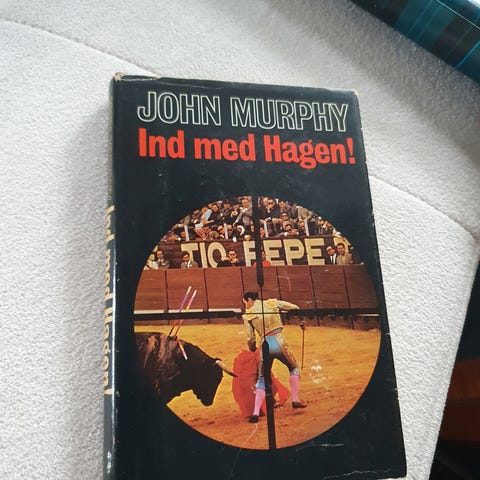 JOHN MURPHY
Ind med Hagen!
TIO PEPE
Ind med Hagen!